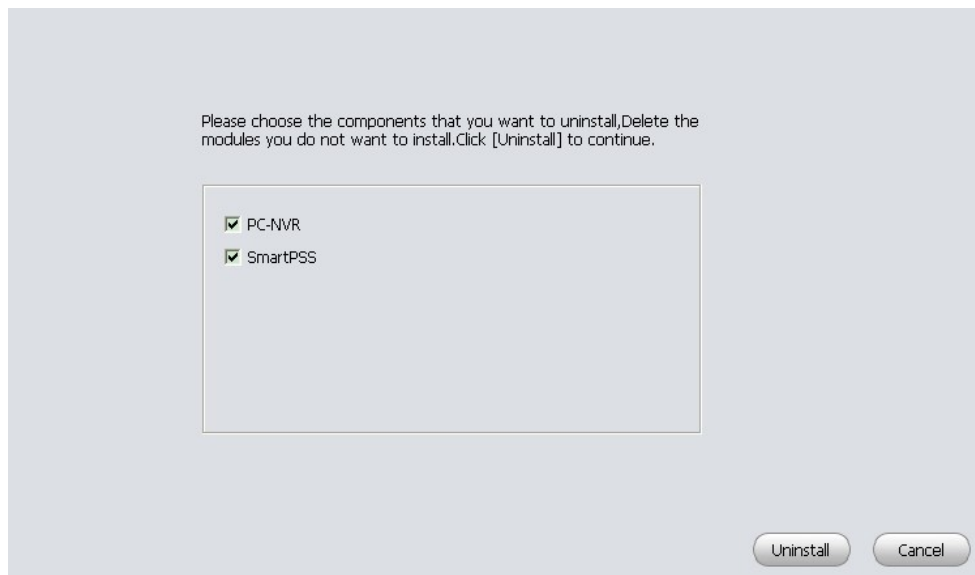 Please choose the components that you want to uninstall,Delete the
modules you do not want to install.Click [Uninstall] to continue.
PC-NVR
SmartPSS
Uninstall
Cancel